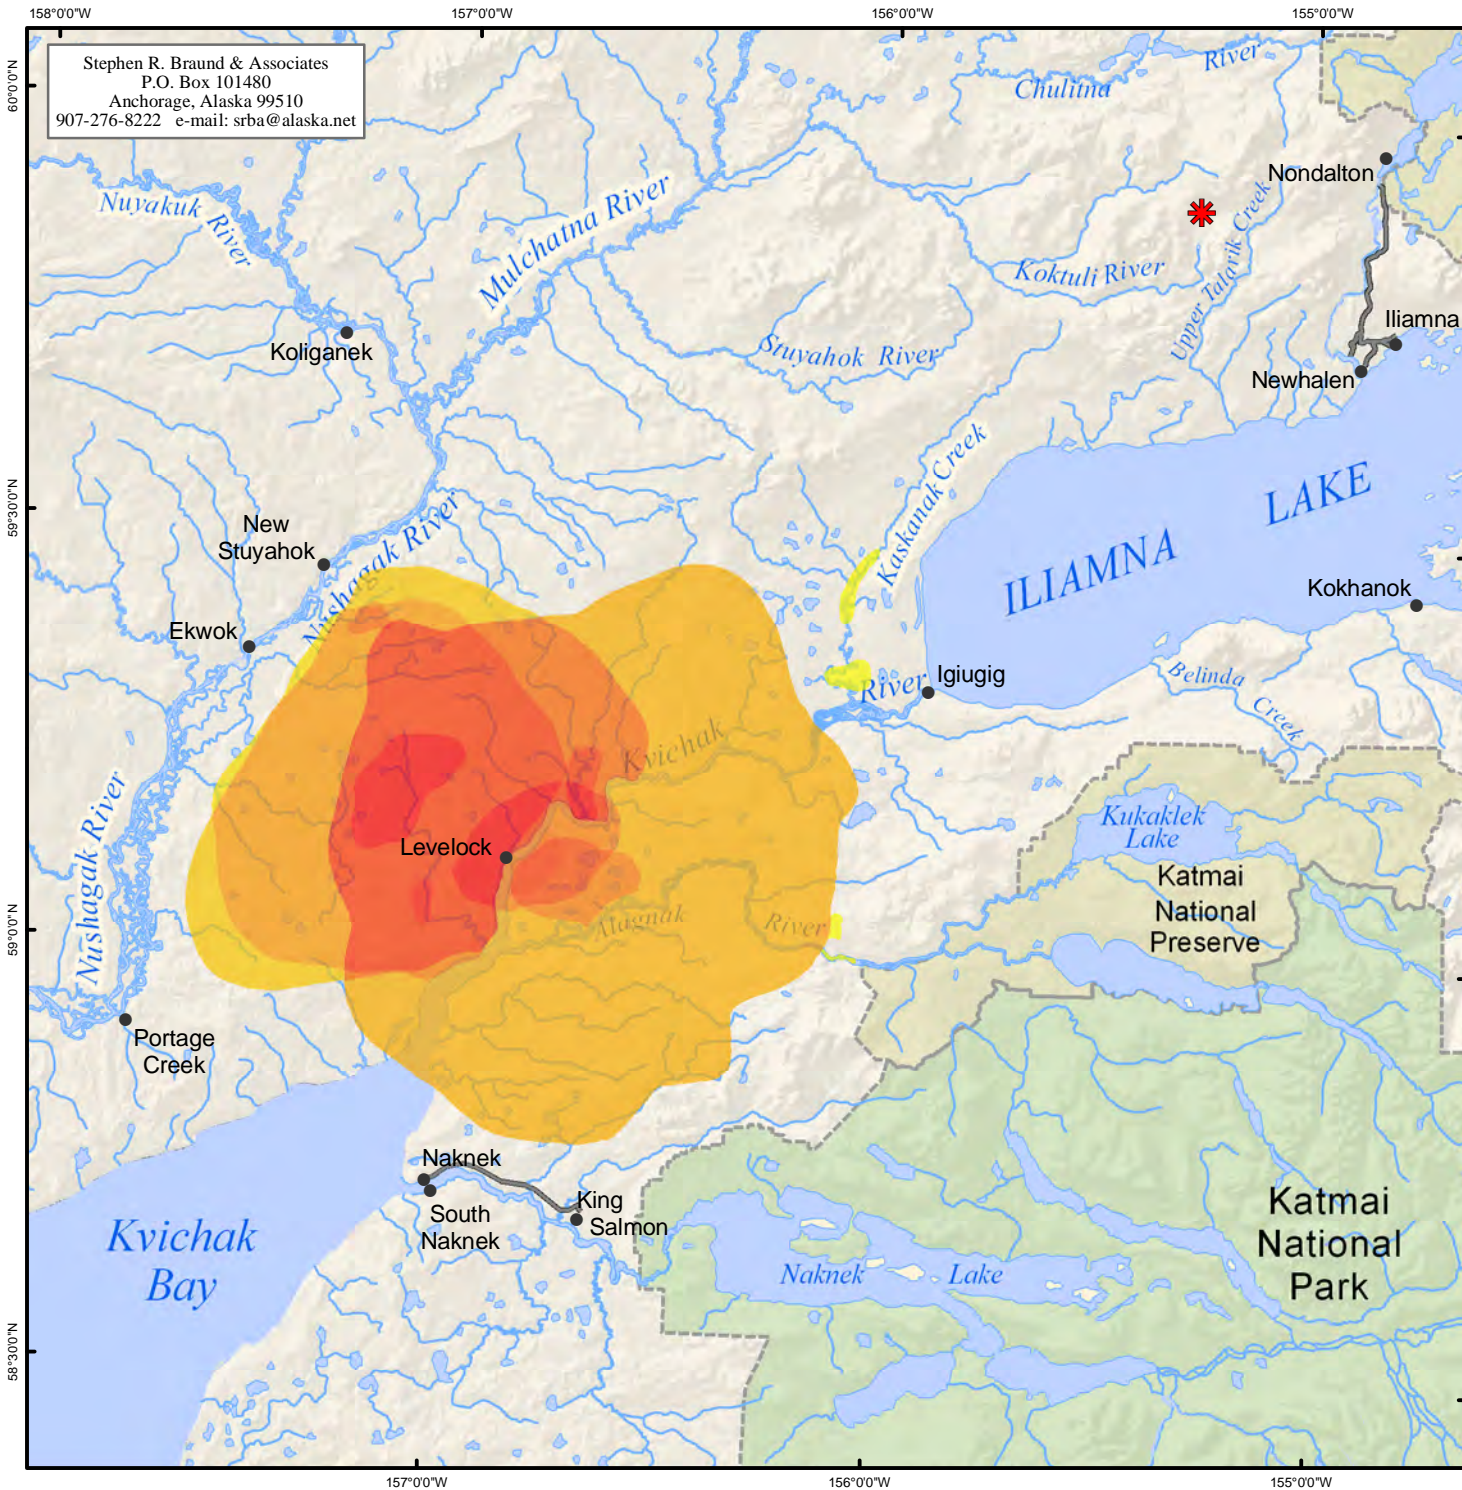 158°0'0"W
157°0'0"W
156°0'0"W
155°0'0"W
Stephen R. Braund & Associates
P.O. Box 101480
Anchorage, Alaska 99510
907-276-8222 e-mail: srba@alaska.net
60°0'0"N
Chulitna River
Nondalton
Nuyakuk River
Mulchatna River
Upper Talarik Creek
Koktuli River
Koliganek
Stuyahok River
Iliamna
Newhalen
Kaskanak Creek
ILIAMNA LAKE
59°30'0"N
New
Stuyahok
Nushagak River
Ekwok
Kokhanok
Igiugig
Belinda Creek
Kvichak River
Nushagak River
Levelock
Kukaklek
Lake
Katmai
National
Preserve
Alagnak River
59°0'0"N
Portage
Creek
Naknek
South
Naknek
King
Salmon
Kvichak
Bay
Naknek Lake
Katmai
National
Park
58°30'0"N
157°0'0"W
156°0'0"W
155°0'0"W